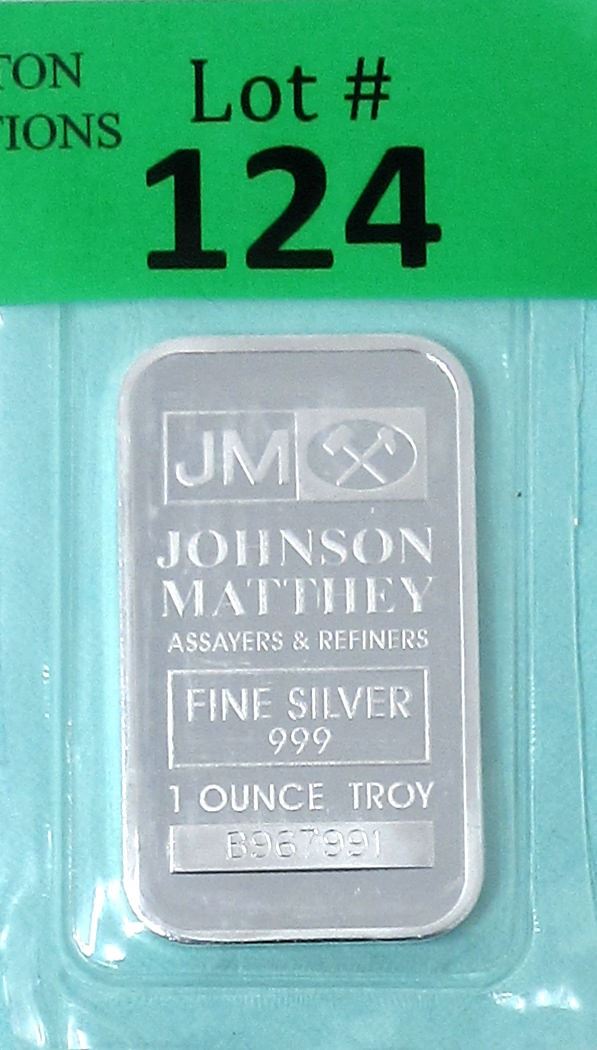 TON
TIONS
Lot #
124
JM
JOHNSON
MATTHEY
ASSAYERS & REFINERS
FINE SILVER
999
1 OUNCE TROY
B967991